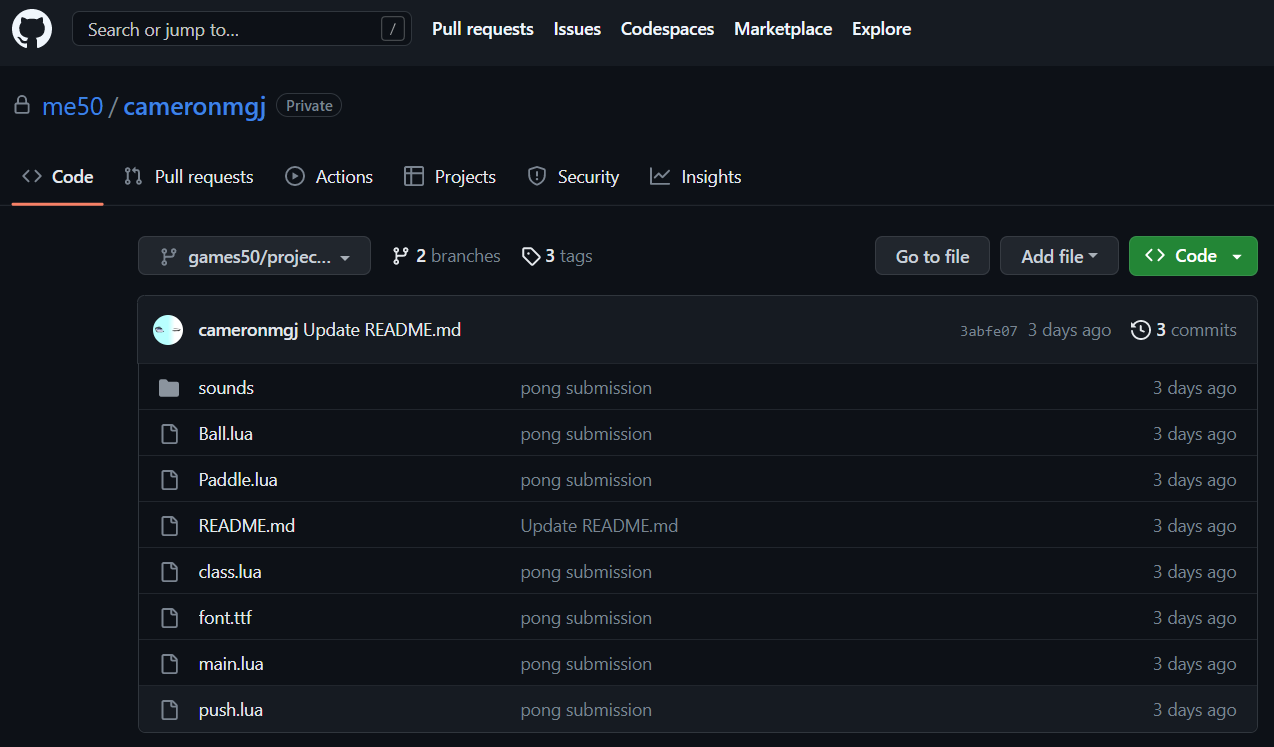 Search or jump to... / Pull requests Issues Codespaces Marketplace Explore
me50 / cameronmgj Private
Code Pull requests Actions Projects Security Insights
games50/projec... 2 branches 3 tags Go to file Add file Code
cameronmgj Update README.md 3abfe07 3 days ago 3 commits
sounds pong submission 3 days ago
Ball.lua pong submission 3 days ago
Paddle.lua pong submission 3 days ago
README.md Update README.md 3 days ago
class.lua pong submission 3 days ago
font.ttf pong submission 3 days ago
main.lua pong submission 3 days ago
push.lua pong submission 3 days ago